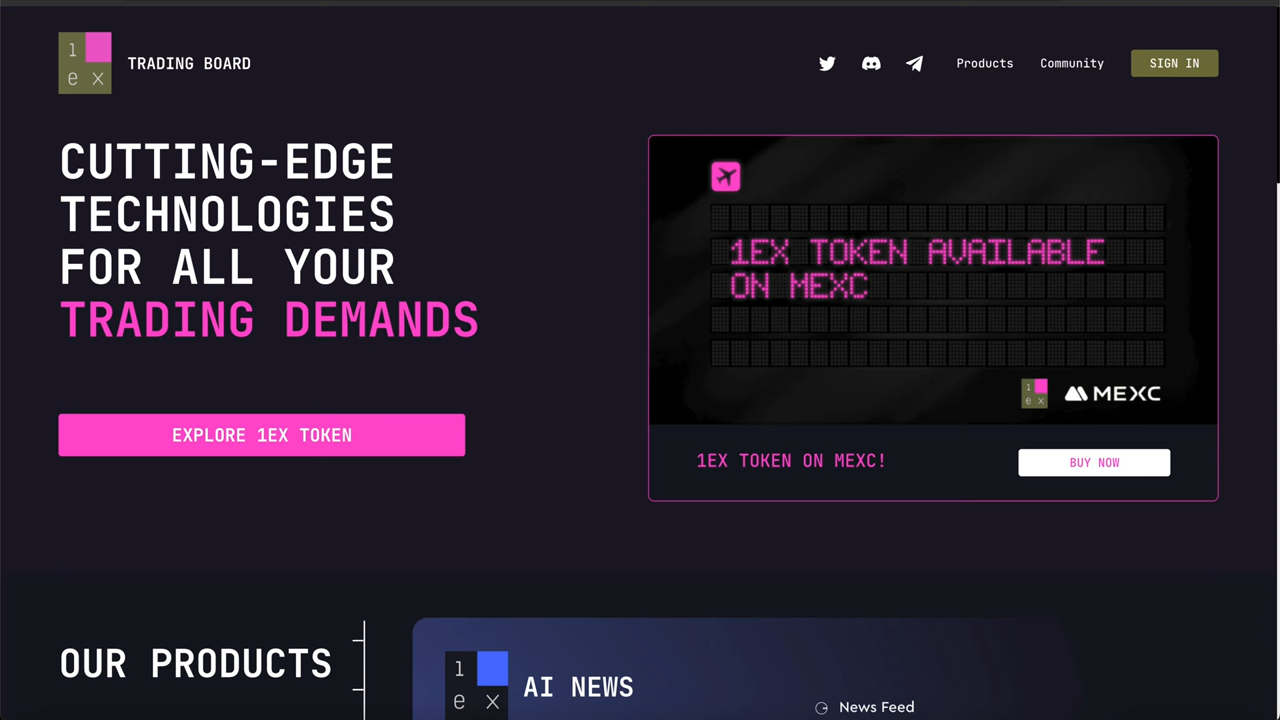 1
e x
TRADING BOARD
Products
Community
SIGN IN
CUTTING-EDGE
TECHNOLOGIES
FOR ALL YOUR
TRADING DEMANDS
EXPLORE 1EX TOKEN
1EX TOKEN AVAILABLE
ON MEXC
1
e x
MEXC
1EX TOKEN ON MEXC!
BUY NOW
OUR PRODUCTS
1
e x
AI NEWS
News Feed